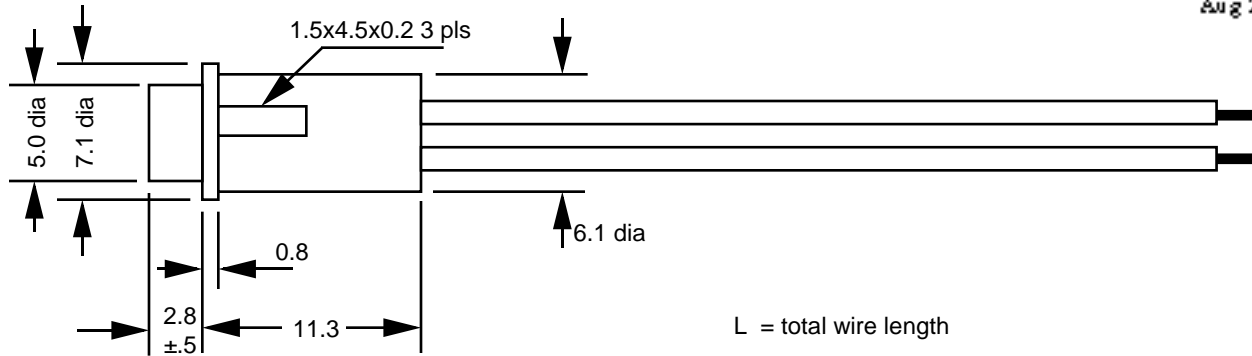 Aug
1.5x4.5x0.2 3 pls
5.0 dia
7.1 dia
6.1 dia
0.8
2.8
±.5
11.3
L = total wire length